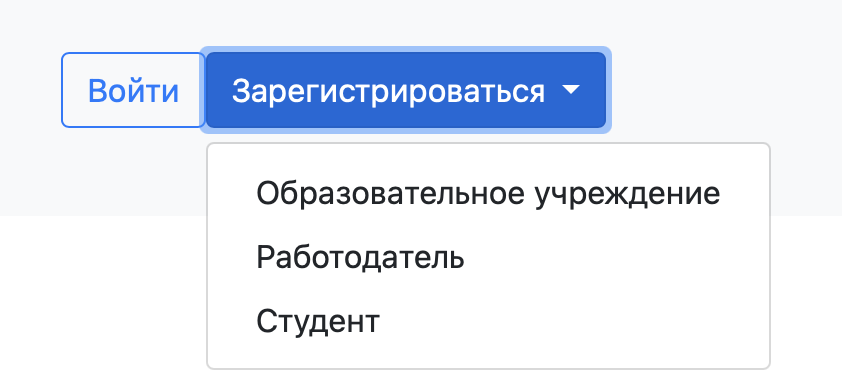 Войти Зарегистрироваться
Образовательное учреждение
Работодатель
Студент